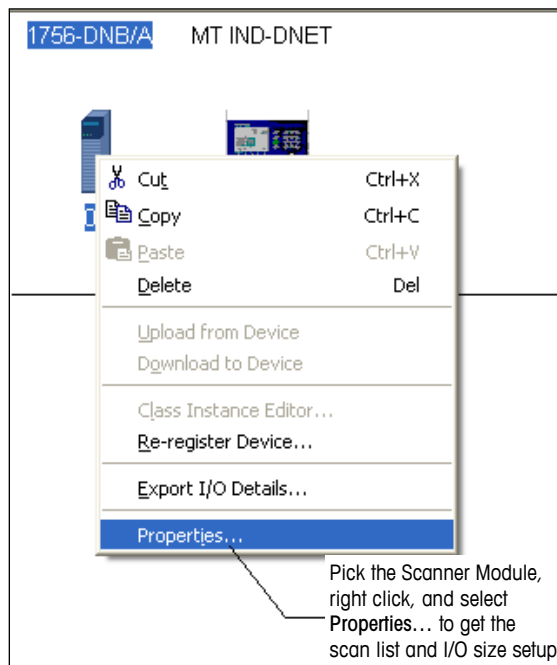 1756-DNB/A MT IND-DNET
Cut Ctrl+X
Copy Ctrl+C
Paste Ctrl+V
Delete Del
Upload from Device
Download to Device
Class Instance Editor...
Re-register Device...
Export I/O Details...
Properties...
Pick the Scanner Module,
right click, and select
Properties... to get the
scan list and I/O size setup